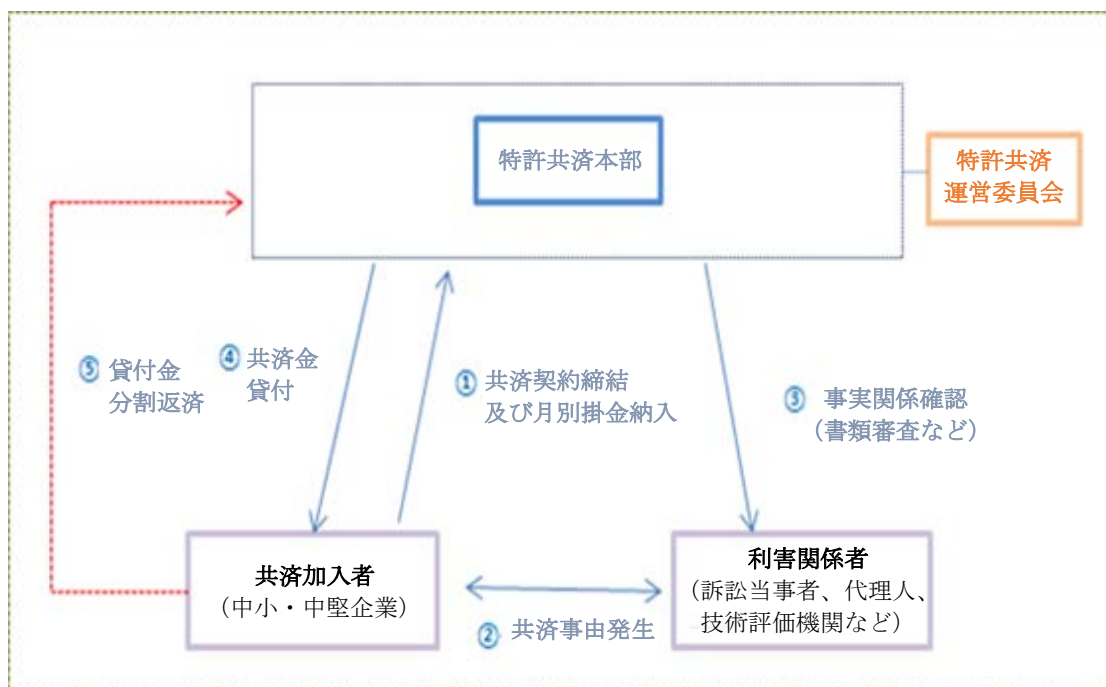 特許共済本部
特許共済
運営委員会
⑤ 貸付金
分割返済
④ 共済金
貸付
① 共済契約締結
及び月別掛金納入
③ 事実関係確認
(書類審査など)
共済加入者
(中小・中堅企業)
② 共済事由発生
利害関係者
(訴訟当事者、代理人、
技術評価機関など)